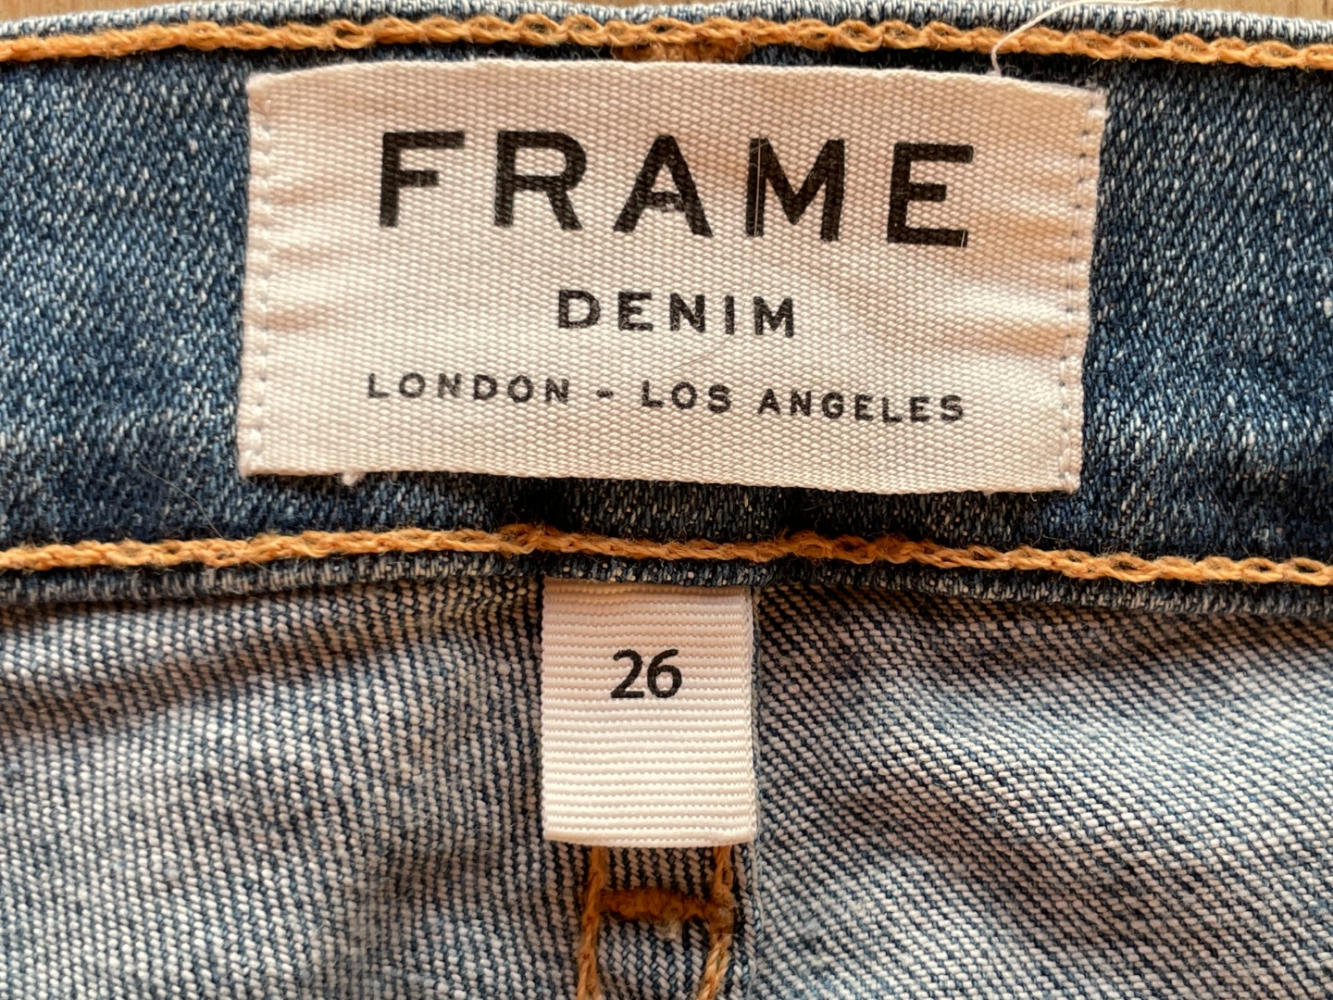 FRAME
DENIM
LONDON - LOS ANGELES
26